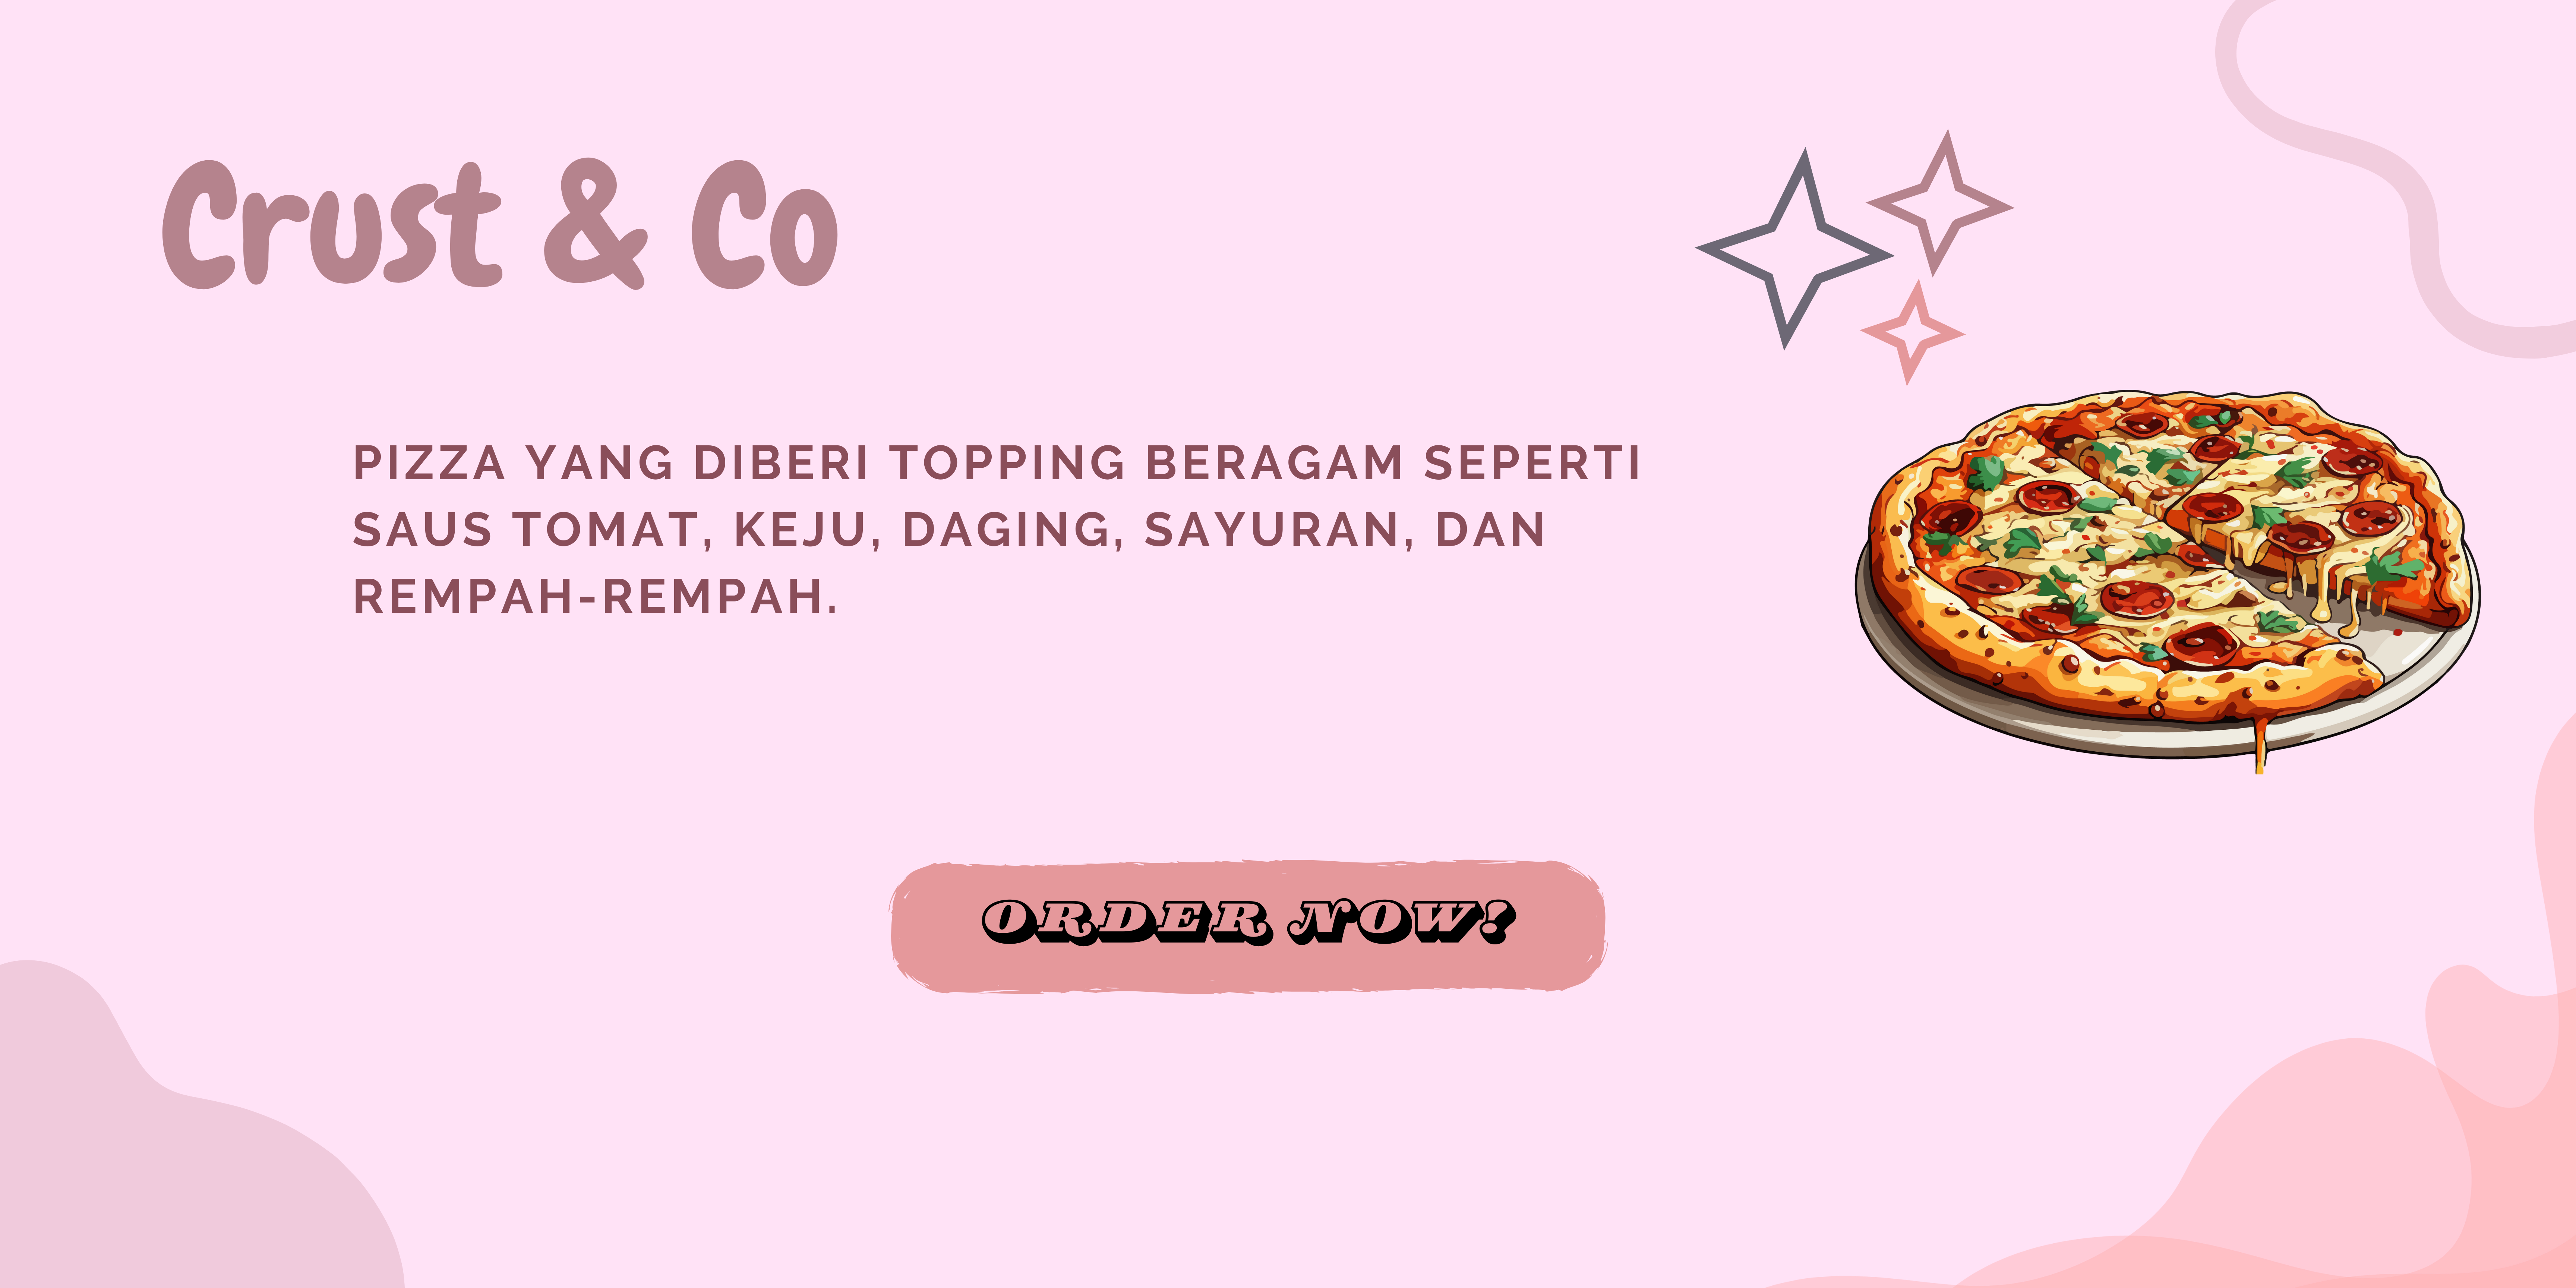 Crust & Co
PIZZA YANG DIBERI TOPPING BERAGAM SEPERTI
SAUS TOMAT, KEJU, DAGING, SAYURAN, DAN
REMPAH-REMPAH.
ORDER NOW!